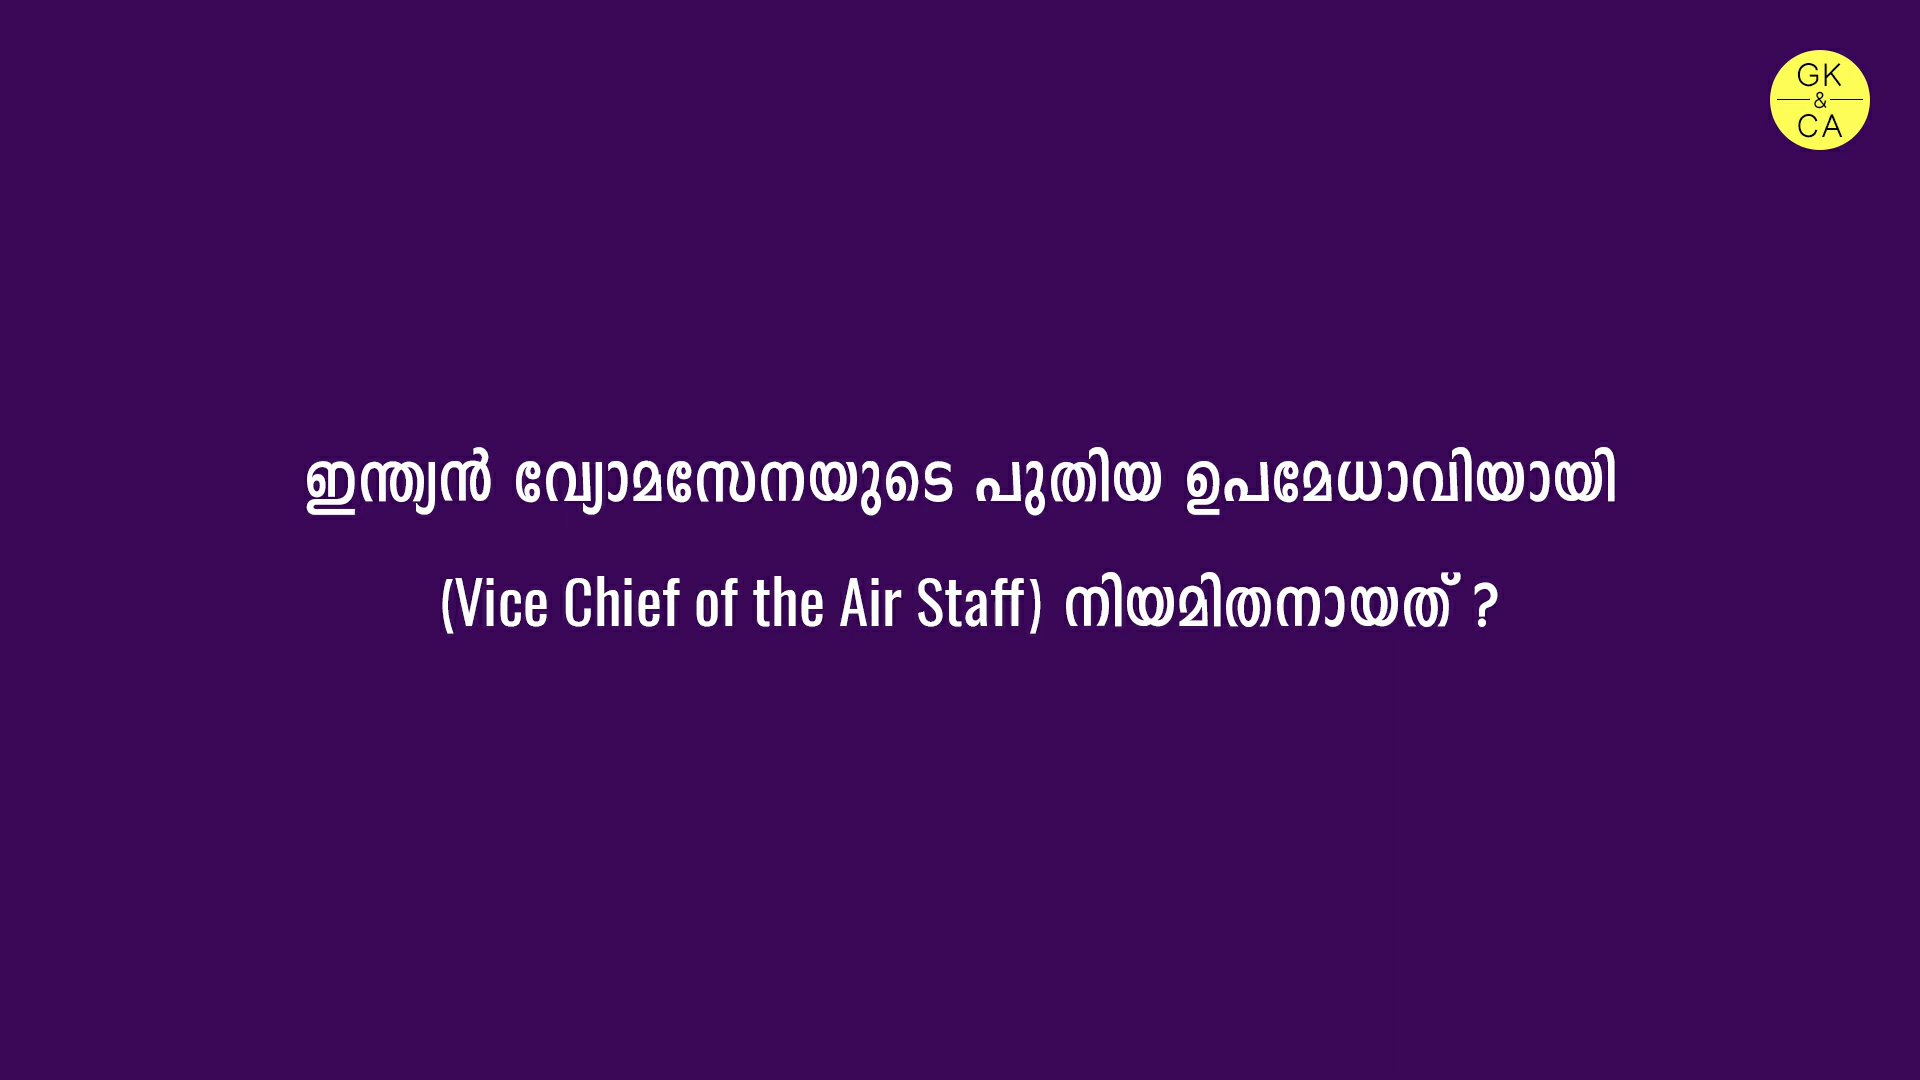 GK
&
CA
ഇന്ത്യൻ വ്യോമസേനയുടെ പുതിയ ഉപമേധാവിയായി
(Vice Chief of the Air Staff) നിയമിതനായത് ?